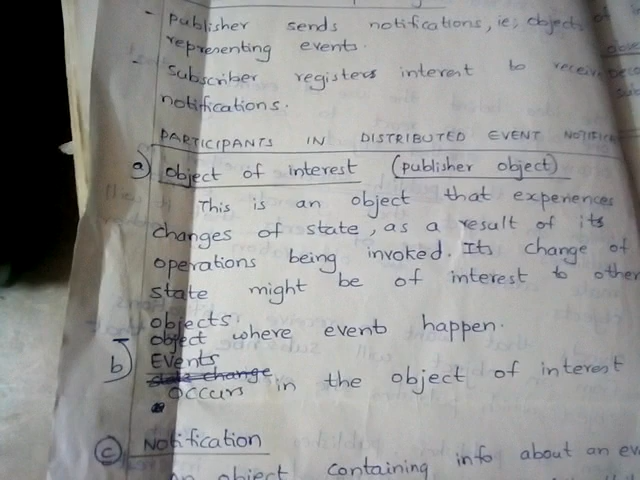 - publisher sends notifications, ie; objects
representing events.
- subscriber registers interest to receive
notifications.
PARTICIPANTS IN DISTRIBUTED EVENT
a) object of interest (publisher object)
This is an object that experiences
changes of state, as a result of its
operations being invoked. Its change of
state might be of interest to other
objects.
object where event happen.
b) Events
state change
occurs in the object of interest
c) Notification
an object containing info about an